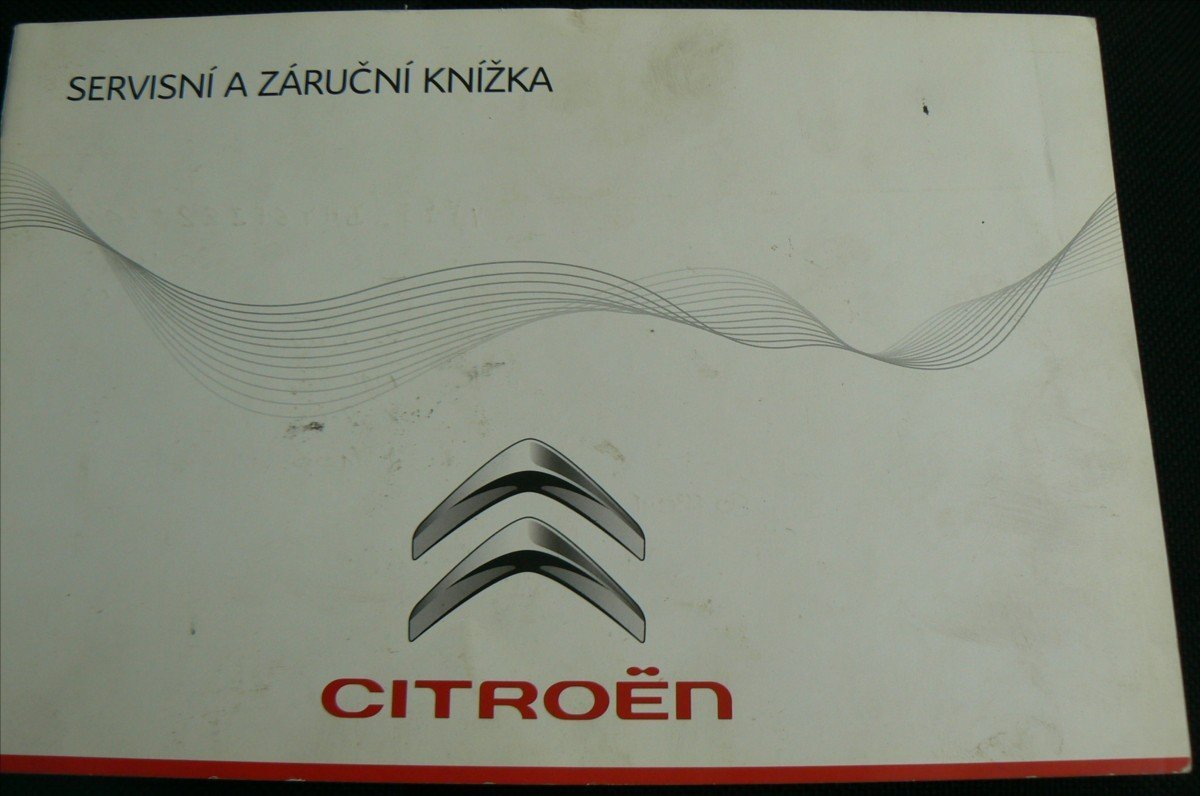 SERVISNÍ A ZÁRUČNÍ KNÍŽKA
CITROËN